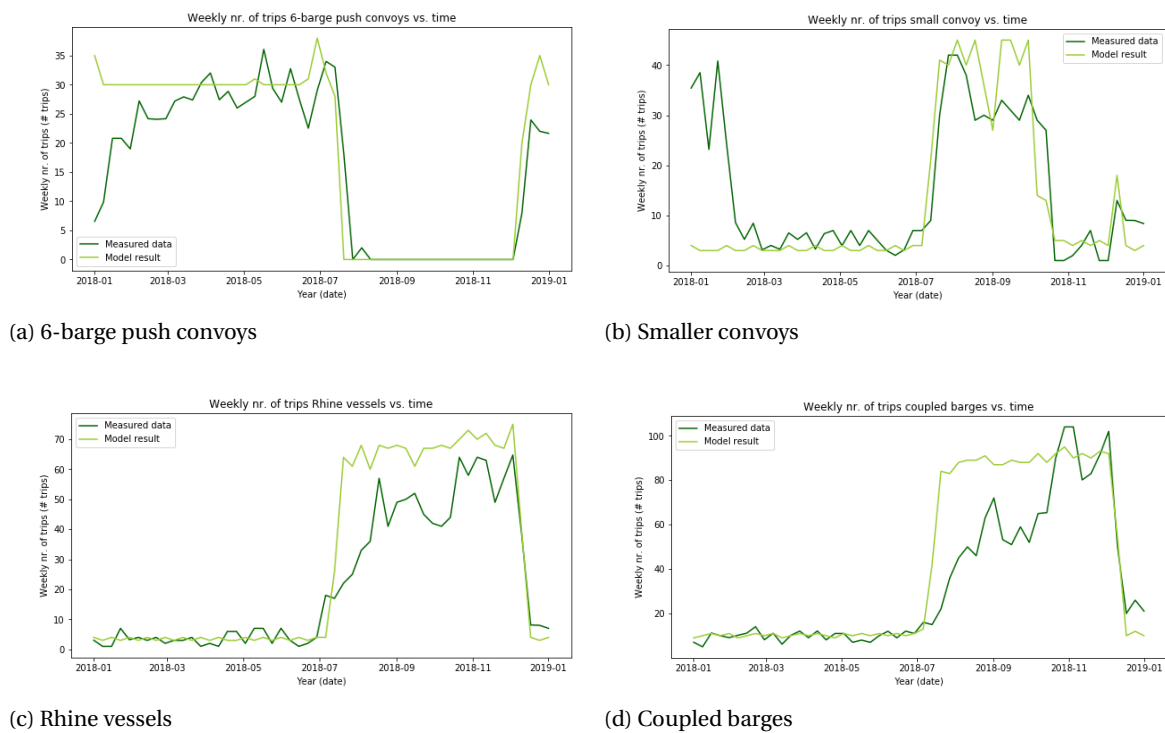 Weekly nr. of trips 6-barge push convoys vs. time
Weekly nr. of trips (# trips)
35
30
25
20
15
10
5
0
Measured data
Model result
2018-01
2018-03
2018-05
2018-07
2018-09
2018-11
2019-01
Year (date)
(a) 6-barge push convoys
Weekly nr. of trips small convoy vs. time
Weekly nr. of trips (# trips)
40
30
20
10
0
Measured data
Model result
2018-01
2018-03
2018-05
2018-07
2018-09
2018-11
2019-01
Year (date)
(b) Smaller convoys
Weekly nr. of trips Rhine vessels vs. time
Weekly nr. of trips (# trips)
70
60
50
40
30
20
10
0
Measured data
Model result
2018-01
2018-03
2018-05
2018-07
2018-09
2018-11
2019-01
Year (date)
(c) Rhine vessels
Weekly nr. of trips coupled barges vs. time
Weekly nr. of trips (# trips)
100
80
60
40
20
Measured data
Model result
2018-01
2018-03
2018-05
2018-07
2018-09
2018-11
2019-01
Year (date)
(d) Coupled barges